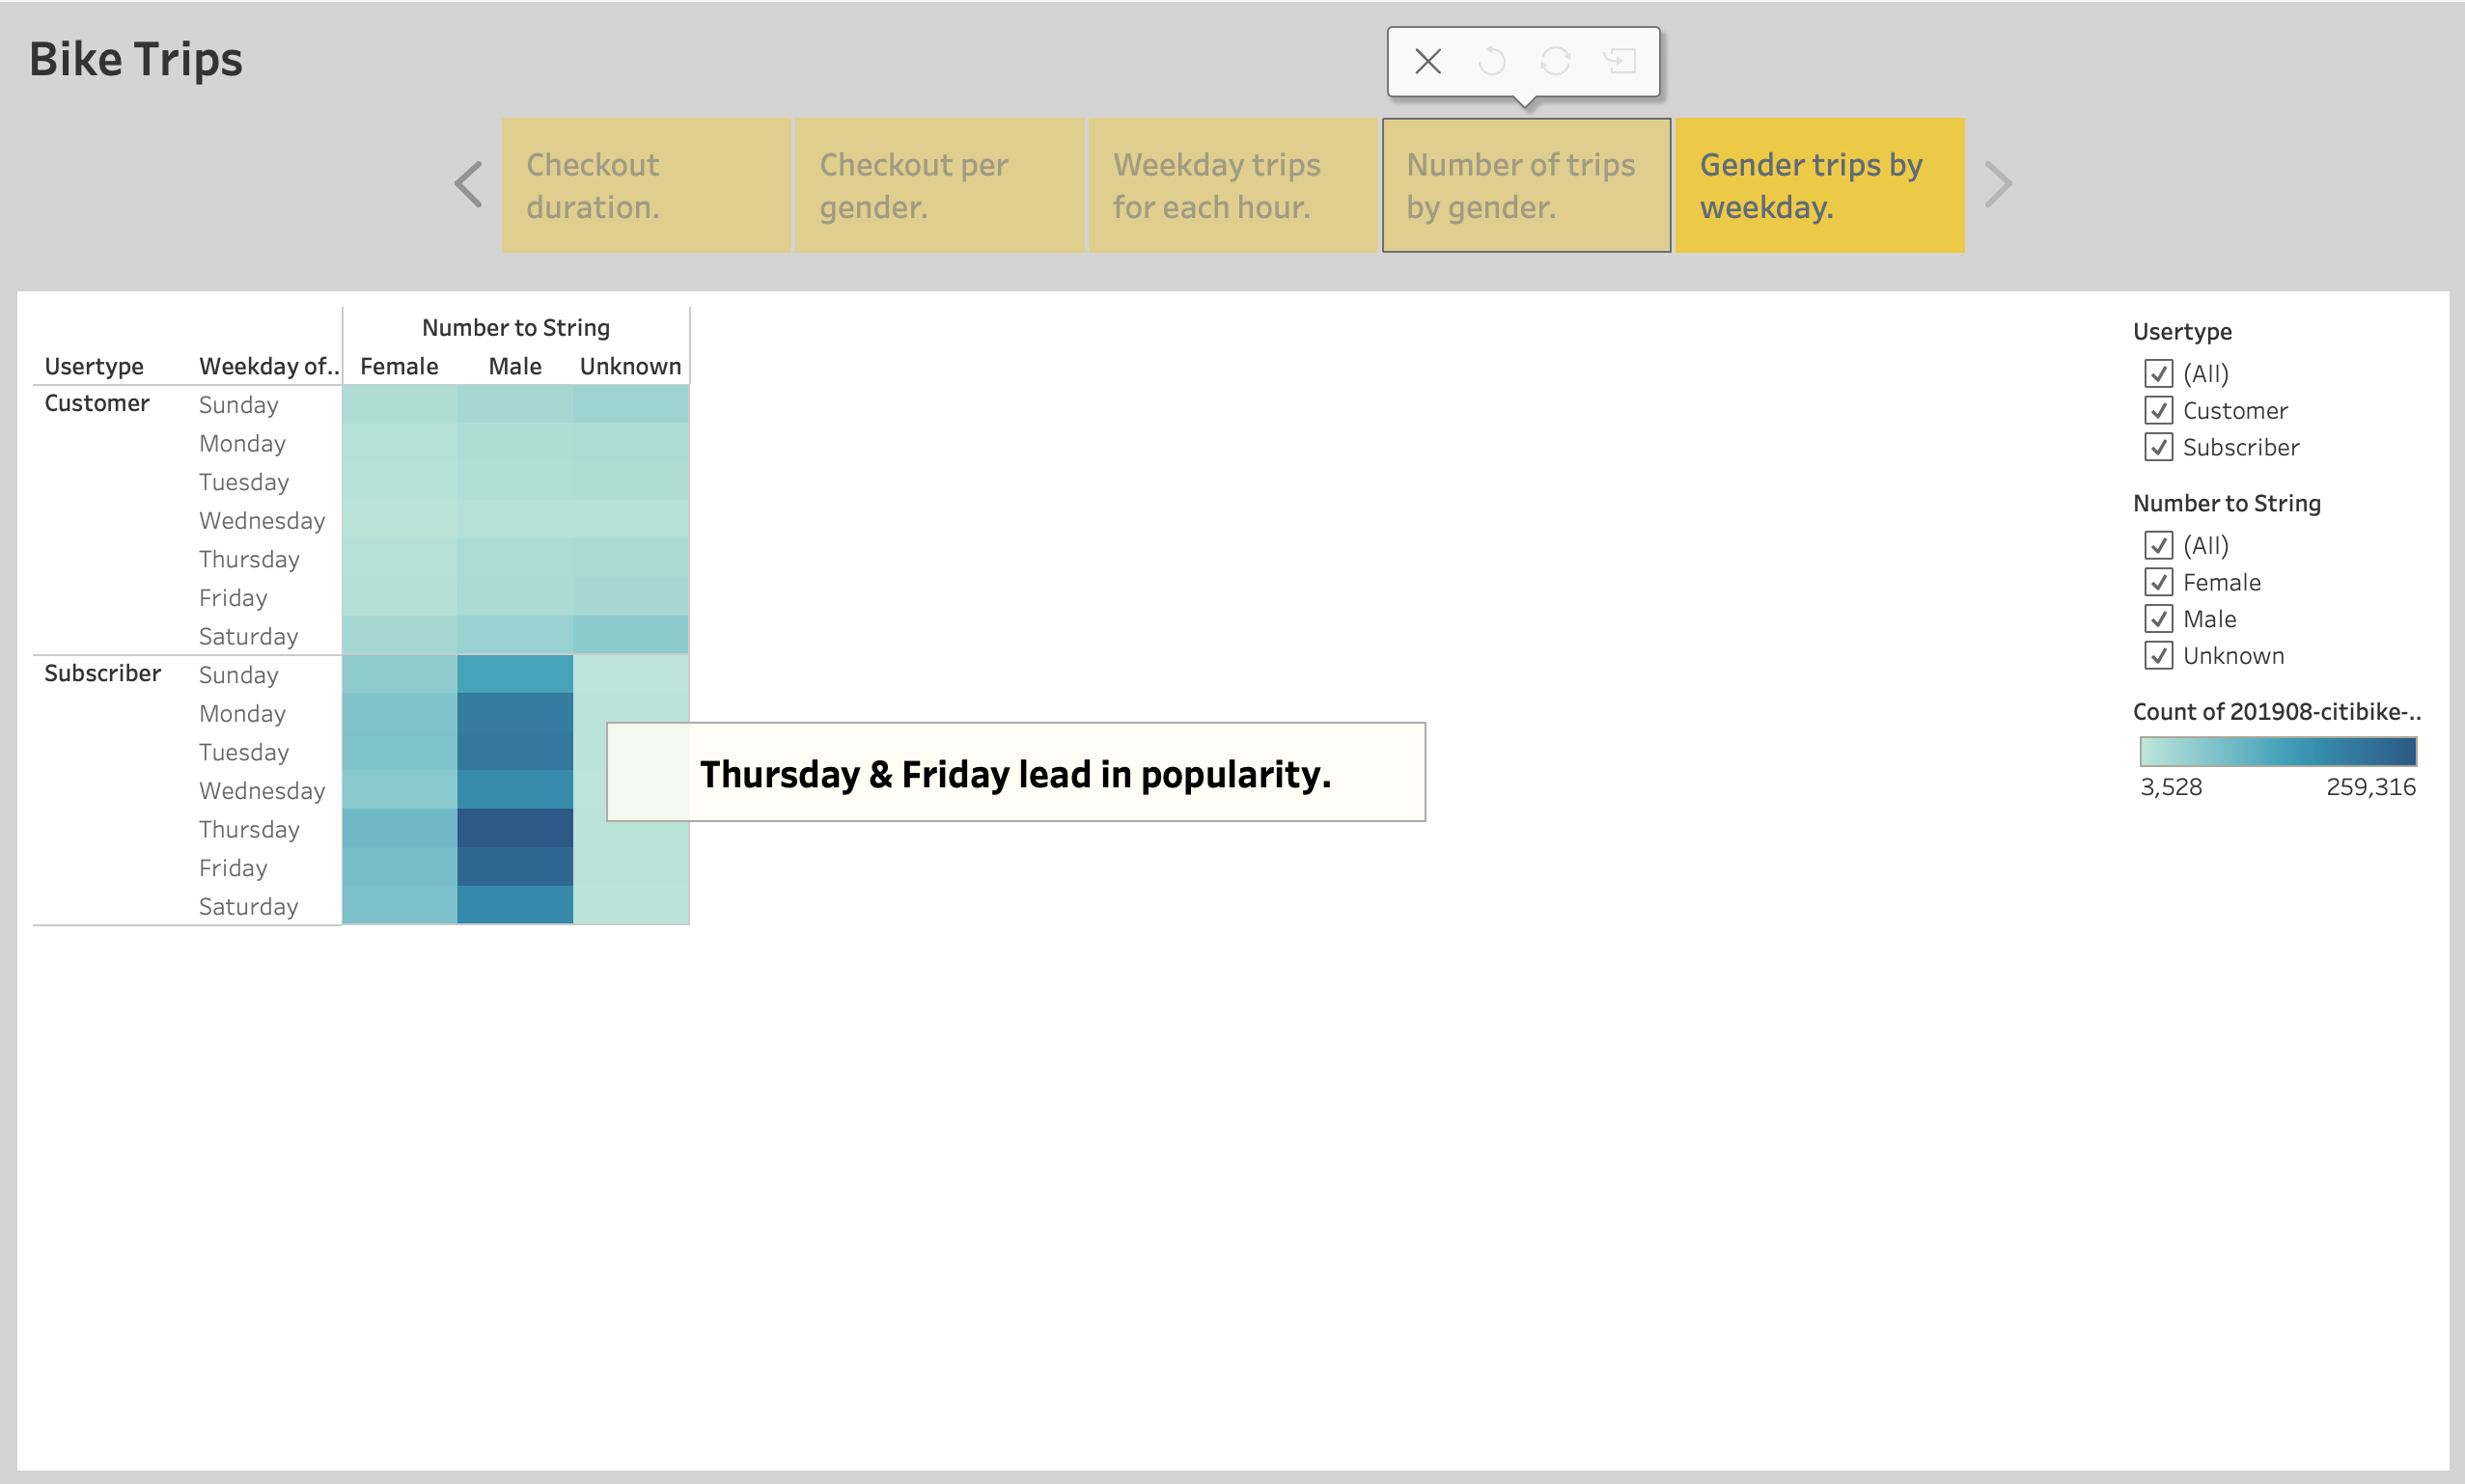 Bike Trips
Checkout
duration.
Checkout per
gender.
Weekday trips
for each hour.
Number of trips
by gender.
Gender trips by
weekday.
Number to String
Usertype Weekday of.. Female Male Unknown
Customer Sunday
Monday
Tuesday
Wednesday
Thursday
Friday
Saturday
Subscriber Sunday
Monday
Tuesday
Wednesday
Thursday
Friday
Saturday
Thursday & Friday lead in popularity.
Usertype
(All)
Customer
Subscriber
Number to String
(All)
Female
Male
Unknown
Count of 201908-citibike-..
3,528 259,316